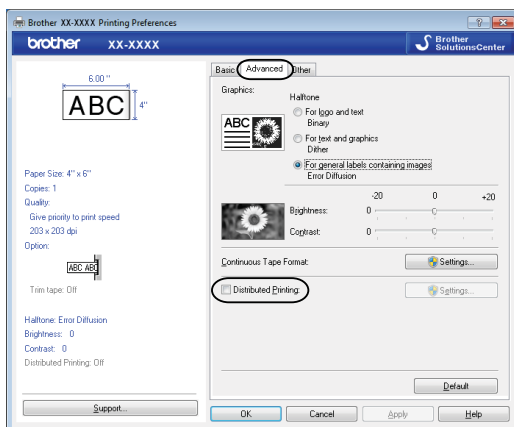 Brother XX-XXXX Printing Preferences
brother XX-XXXX
Brother
SolutionsCenter
6.00 "
ABC
4"
Paper Size: 4" x 6"
Copies: 1
Quality:
Give priority to print speed
203 x 203 dpi
Option:
ABC ABC
Trim tape: Off
Halftone: Error Diffusion
Brightness: 0
Contrast: 0
Distributed Printing: Off
Support...
Basic Advanced Other
Graphics:
ABC
Halftone
For logo and text
Binary
For text and graphics
Dither
For general labels containing images
Error Diffusion
-20 0 +20
Brightness: 0
Contrast: 0
Continuous Tape Format: Settings...
Distributed Printing: Settings...
Default
OK Cancel Apply Help